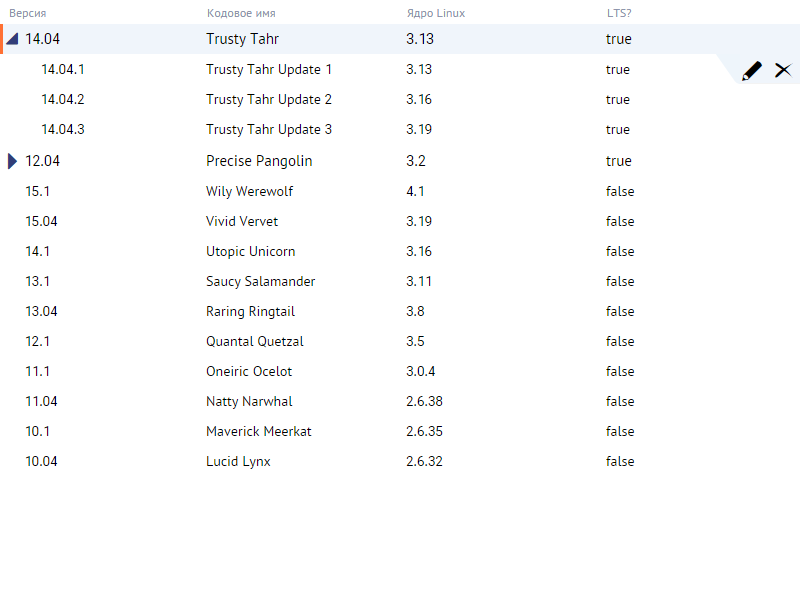 Версия Кодовое имя Ядро Linux LTS?
14.04 Trusty Tahr 3.13 true
14.04.1 Trusty Tahr Update 1 3.13 true
14.04.2 Trusty Tahr Update 2 3.16 true
14.04.3 Trusty Tahr Update 3 3.19 true
12.04 Precise Pangolin 3.2 true
15.1 Wily Werewolf 4.1 false
15.04 Vivid Vervet 3.19 false
14.1 Utopic Unicorn 3.16 false
13.1 Saucy Salamander 3.11 false
13.04 Raring Ringtail 3.8 false
12.1 Quantal Quetzal 3.5 false
11.1 Oneiric Ocelot 3.0.4 false
11.04 Natty Narwhal 2.6.38 false
10.1 Maverick Meerkat 2.6.35 false
10.04 Lucid Lynx 2.6.32 false